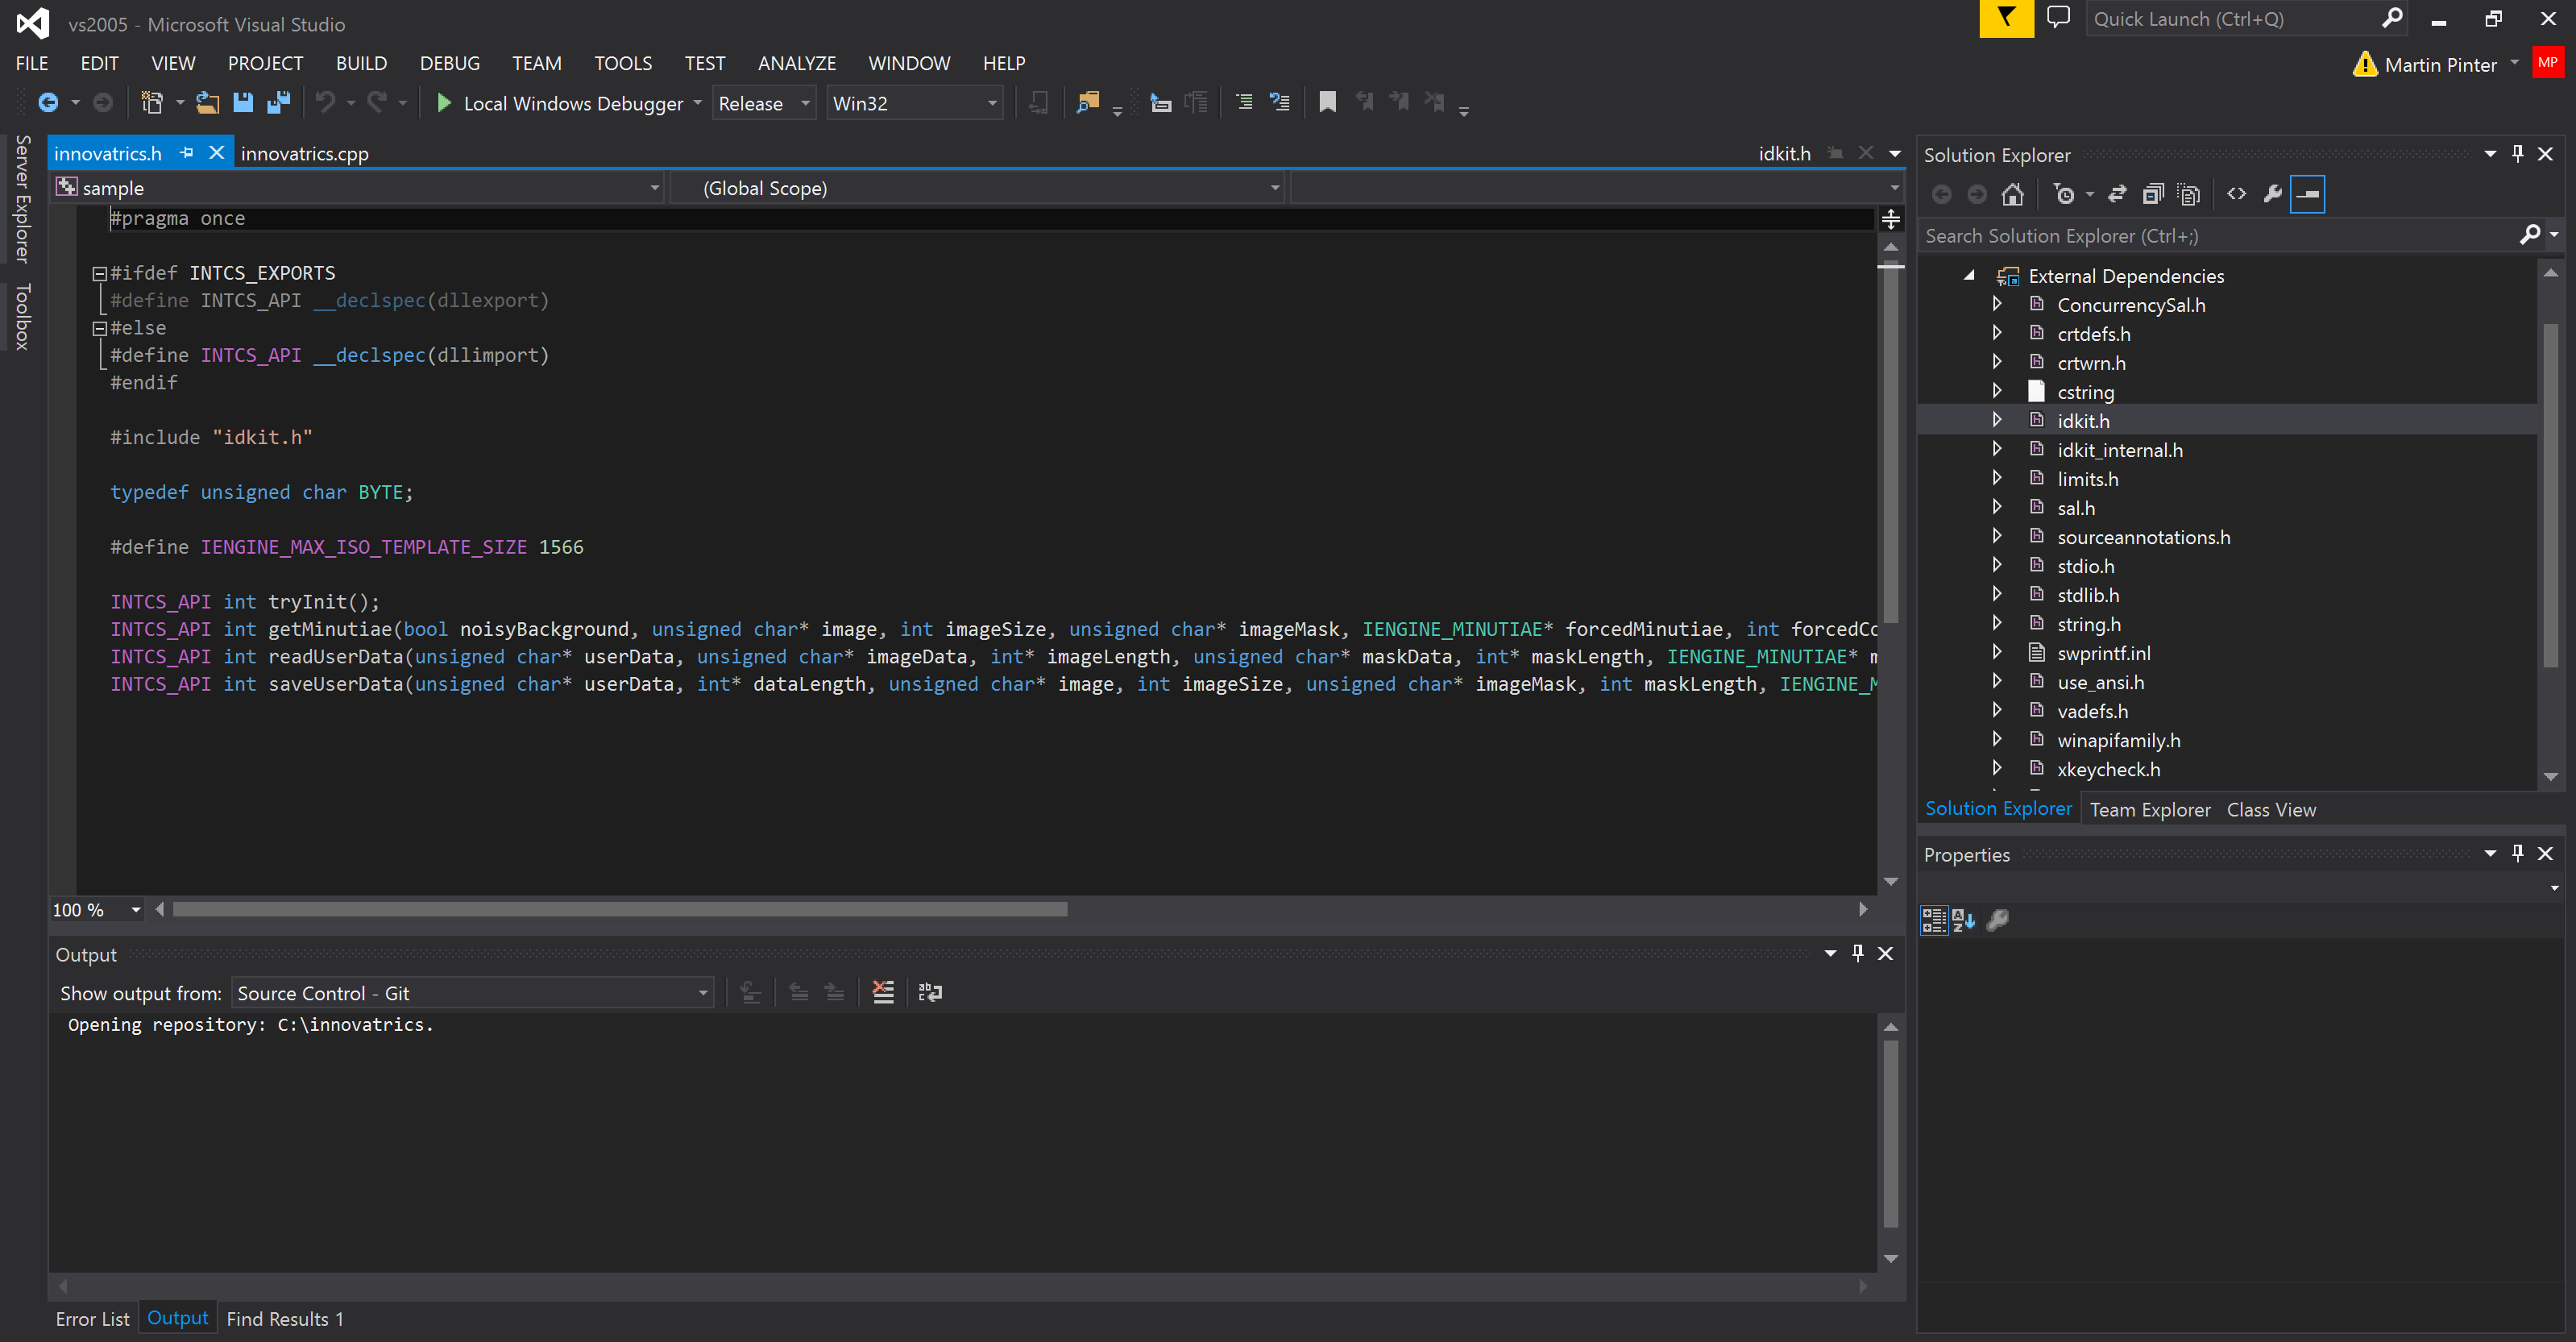 vs2005 - Microsoft Visual Studio
Quick Launch (Ctrl+Q)
FILE EDIT VIEW PROJECT BUILD DEBUG TEAM TOOLS TEST ANALYZE WINDOW HELP
Martin Pinter MP
Local Windows Debugger Release Win32
Server Explorer
Toolbox
innovatrics.h innovatrics.cpp idkit.h
sample (Global Scope)
#pragma once
#ifdef INTCS_EXPORTS
#define INTCS_API __declspec(dllexport)
#else
#define INTCS_API __declspec(dllimport)
#endif
#include "idkit.h"
typedef unsigned char BYTE;
#define IENGINE_MAX_ISO_TEMPLATE_SIZE 1566
INTCS_API int tryInit();
INTCS_API int getMinutiae(bool noisyBackground, unsigned char* image, int imageSize, unsigned char* imageMask, IENGINE_MINUTIAE* forcedMinutiae, int forcedCo
INTCS_API int readUserData(unsigned char* userData, unsigned char* imageData, int* imageLength, unsigned char* maskData, int* maskLength, IENGINE_MINUTIAE* m
INTCS_API int saveUserData(unsigned char* userData, int* dataLength, unsigned char* image, int imageSize, unsigned char* imageMask, int maskLength, IENGINE_M
100 %
Output
Show output from: Source Control - Git
Opening repository: C:\innovatrics.
Error List Output Find Results 1
Solution Explorer
Search Solution Explorer (Ctrl+;)
External Dependencies
ConcurrencySal.h
crtdefs.h
crtwrn.h
cstring
idkit.h
idkit_internal.h
limits.h
sal.h
sourceannotations.h
stdio.h
stdlib.h
string.h
swprintf.inl
use_ansi.h
vadefs.h
winapifamily.h
xkeycheck.h
Solution Explorer Team Explorer Class View
Properties